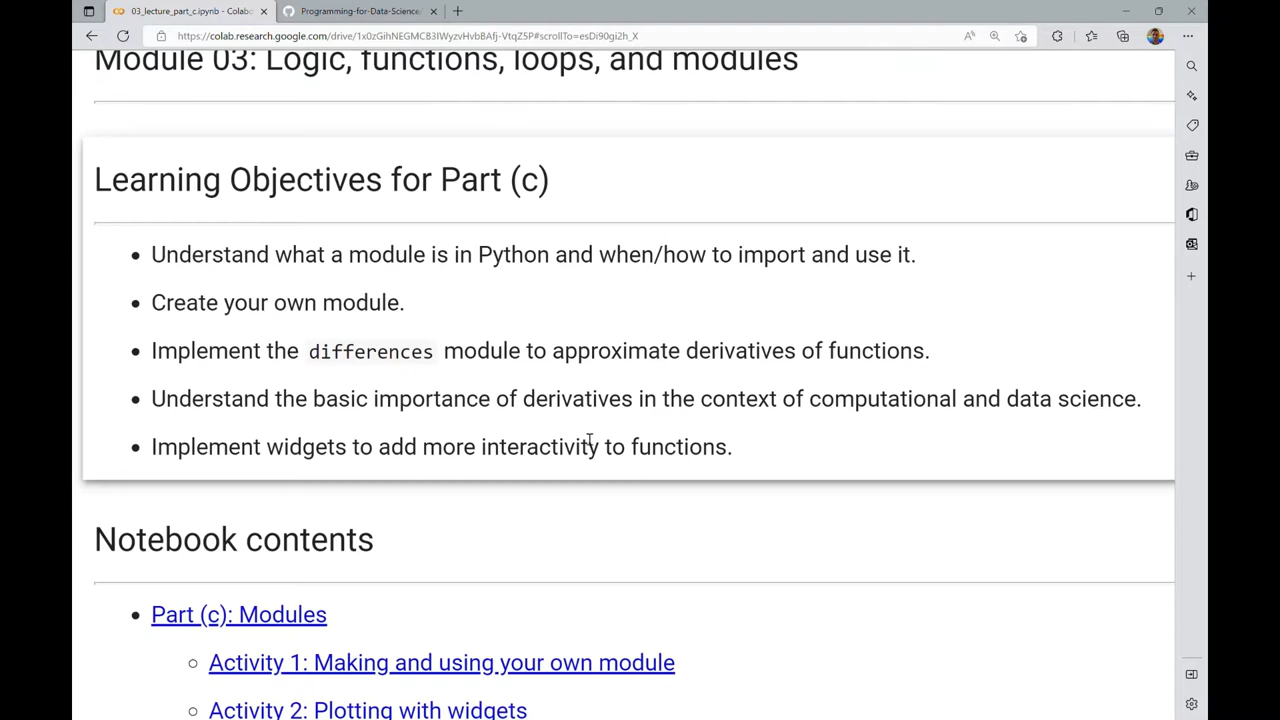 03_lecture_part_c.ipynb - Colabo
Programming-for-Data-Science/
https://colab.research.google.com/drive/1x0zGihNEGMCB3IWyzvHvbBAfj-VtqZ5P#scrollTo=esDi90gi2h_X
Module 03: Logic, functions, loops, and modules
Learning Objectives for Part (c)
• Understand what a module is in Python and when/how to import and use it.
• Create your own module.
• Implement the differences module to approximate derivatives of functions.
• Understand the basic importance of derivatives in the context of computational and data science.
• Implement widgets to add more interactivity to functions.
Notebook contents
• Part (c): Modules
○ Activity 1: Making and using your own module
○ Activity 2: Plotting with widgets